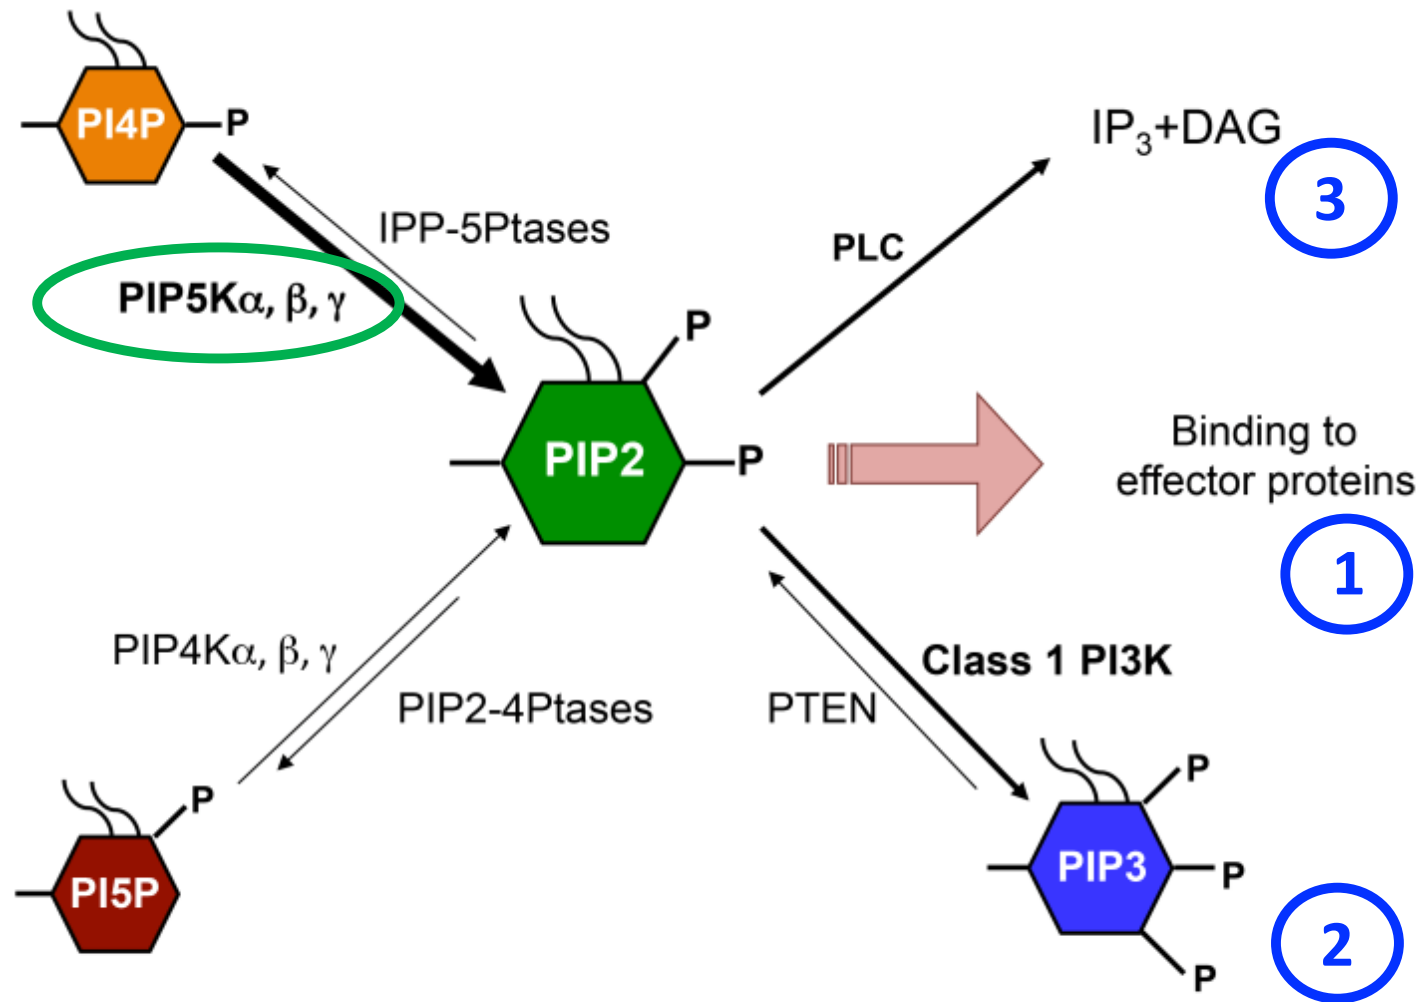 PI4P
P
IPP-5Ptases
PIP5Kα, β, γ
IP₃+DAG
3
PLC
P
PIP2
P
Binding to
effector proteins
1
PIP4Kα, β, γ
PIP2-4Ptases
Class 1 PI3K
PTEN
P
PI5P
P
PIP3
P
P
2